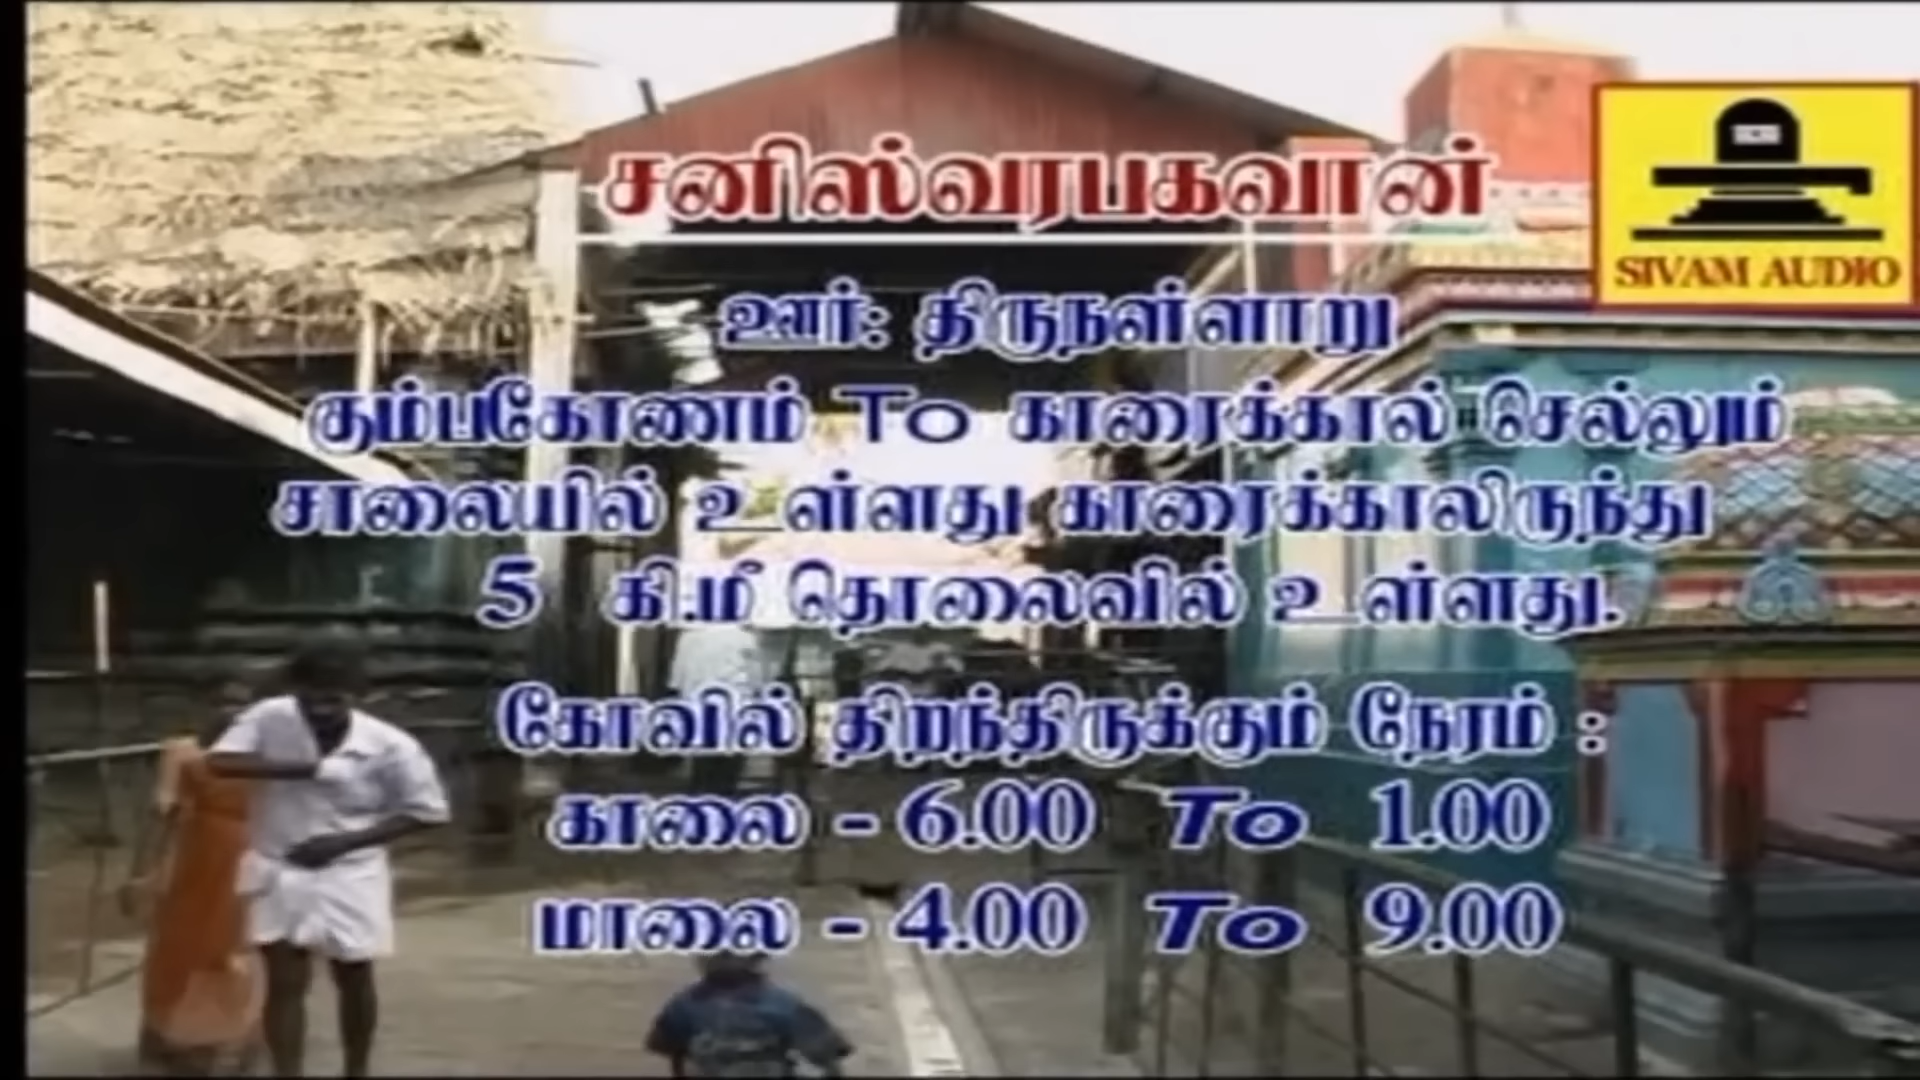 சனிஸ்வரபகவான்
SIVAM AUDIO
ஊர்: திருநள்ளாறு
கும்பகோணம் To காரைக்கால் செல்லும்
சாலையில் உள்ளது காரைக்காலிருந்து
5 கி.மீ தொலைவில் உள்ளது.
கோவில் திறந்திருக்கும் நேரம் :
காலை - 6.00 To 1.00
மாலை - 4.00 To 9.00